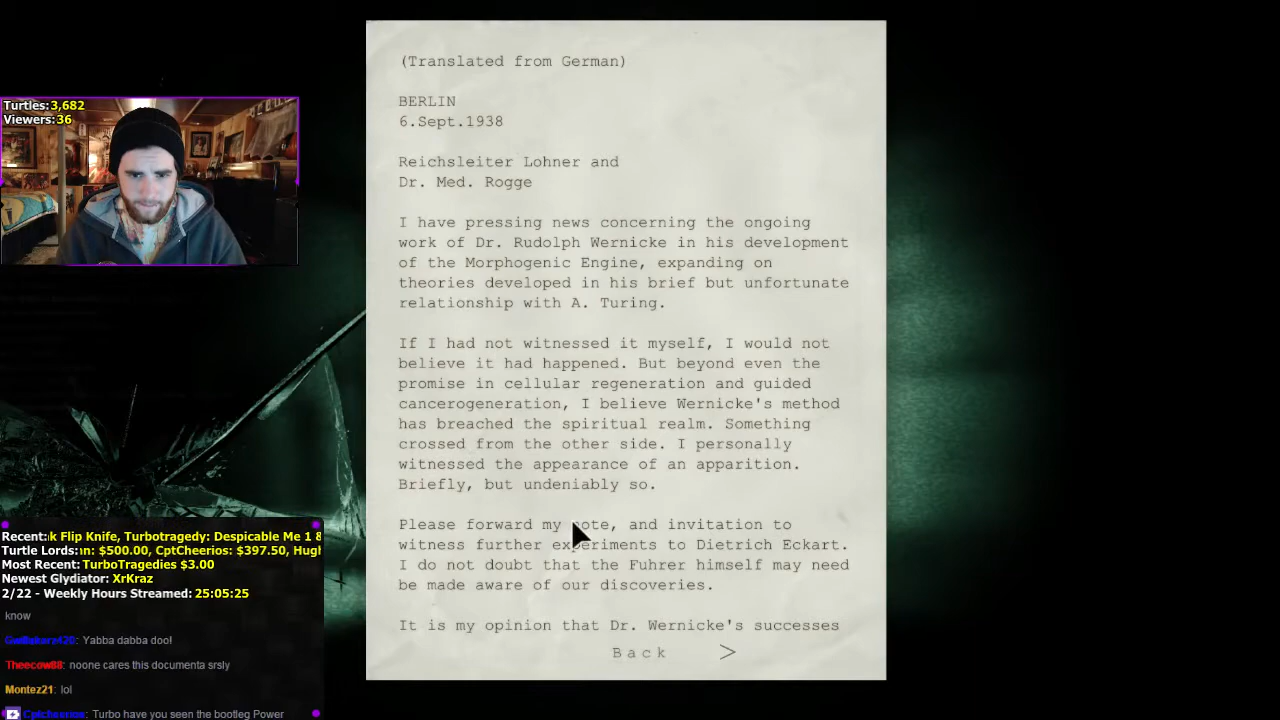 Turtles:3,682
Viewers:36
(Translated from German)
BERLIN
6.Sept.1938
Reichsleiter Lohner and
Dr. Med. Rogge
I have pressing news concerning the ongoing
work of Dr. Rudolph Wernicke in his development
of the Morphogenic Engine, expanding on
theories developed in his brief but unfortunate
relationship with A. Turing.
If I had not witnessed it myself, I would not
believe it had happened. But beyond even the
promise in cellular regeneration and guided
cancerogeneration, I believe Wernicke's method
has breached the spiritual realm. Something
crossed from the other side. I personally
witnessed the appearance of an apparition.
Briefly, but undeniably so.
Please forward my note, and invitation to
witness further experiments to Dietrich Eckart.
I do not doubt that the Fuhrer himself may need
be made aware of our discoveries.
It is my opinion that Dr. Wernicke's successes
Back >
Recent:k Flip Knife, Turbotragedy: Despicable Me 1 &
Turtle Lords:n: $500.00, CptCheerios: $397.50, Hugh
Most Recent: TurboTragedies $3.00
Newest Glydiator: XrKraz
2/22 - Weekly Hours Streamed: 25:05:25
know
Yabba dabba doo!
Theecow88: noone cares this documenta srsly
Montez21: lol
Turbo have you seen the bootleg Power